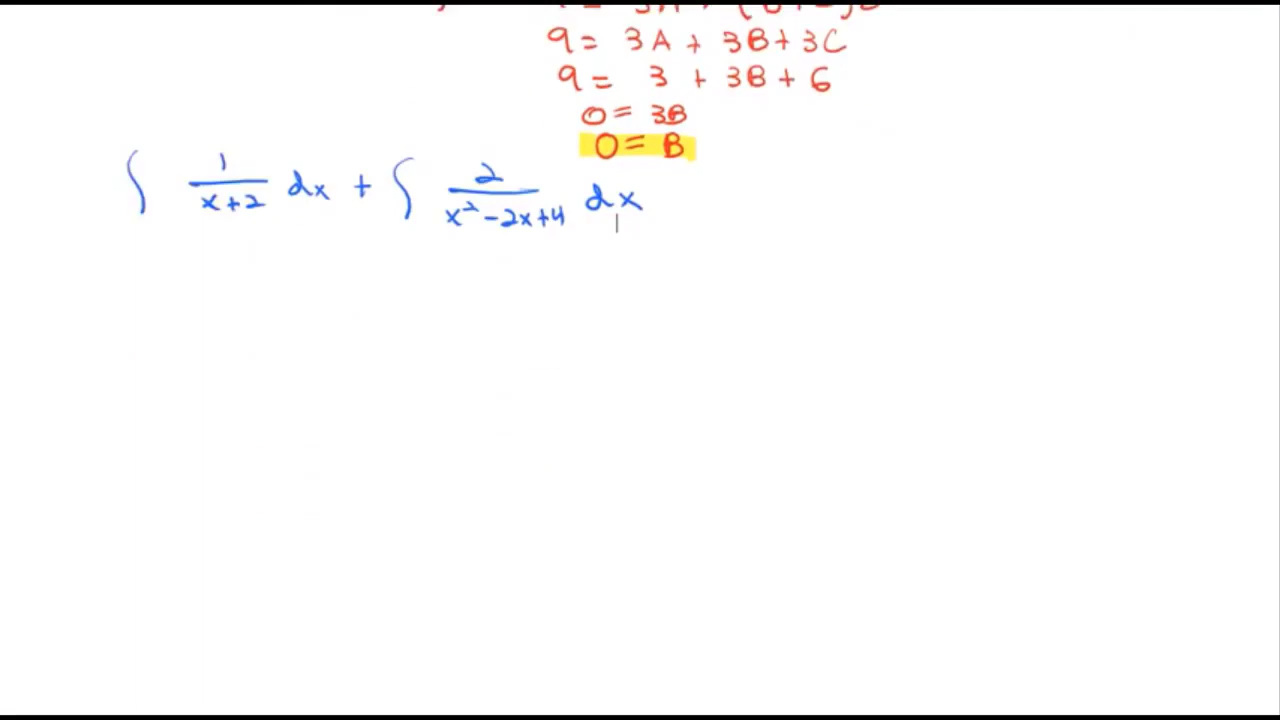 9 = 3A + 3B + 3C
9 = 3 + 3B + 6
0 = 3B
0 = B
∫ 1/(x+2) dx + ∫ 2/(x² - 2x + 4) dx